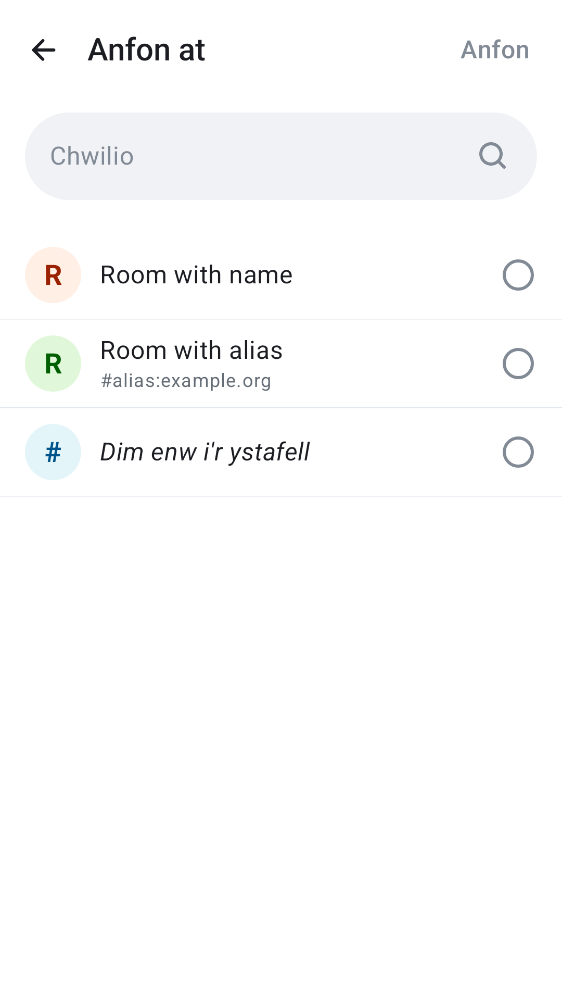 Anfon at
Anfon
Chwilio
R
Room with name
R
Room with alias
#alias:example.org
#
Dim enw i'r ystafell